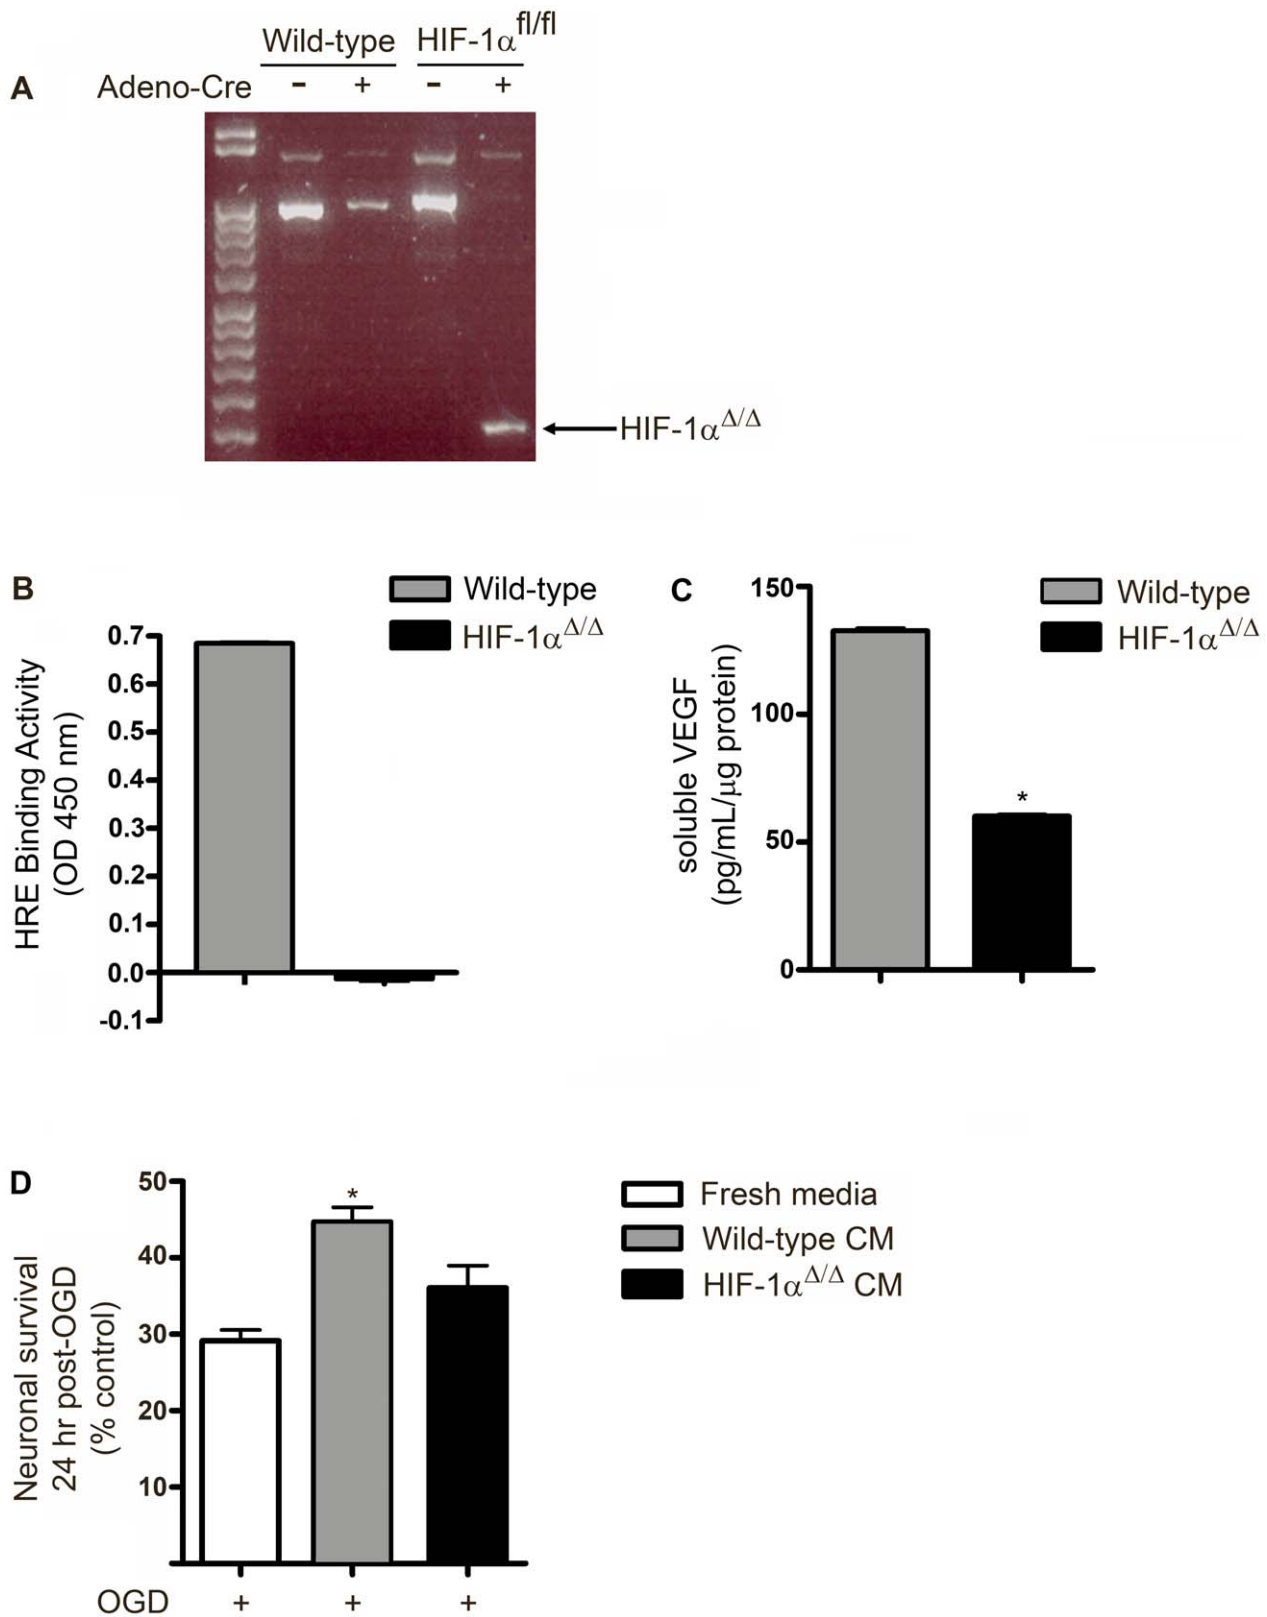 Wild-type HIF-1α^fl/fl
A Adeno-Cre - + - +
HIF-1α^Δ/Δ
B
Wild-type
HIF-1α^Δ/Δ
HRE Binding Activity
(OD 450 nm)
0.7
0.6
0.5
0.4
0.3
0.2
0.1
0.0
-0.1
C
Wild-type
HIF-1α^Δ/Δ
soluble VEGF
(pg/mL/µg protein)
150
100
50
0
*
D
Fresh media
Wild-type CM
HIF-1α^Δ/Δ CM
Neuronal survival
24 hr post-OGD
(% control)
50
40
30
20
10
*
OGD + + +